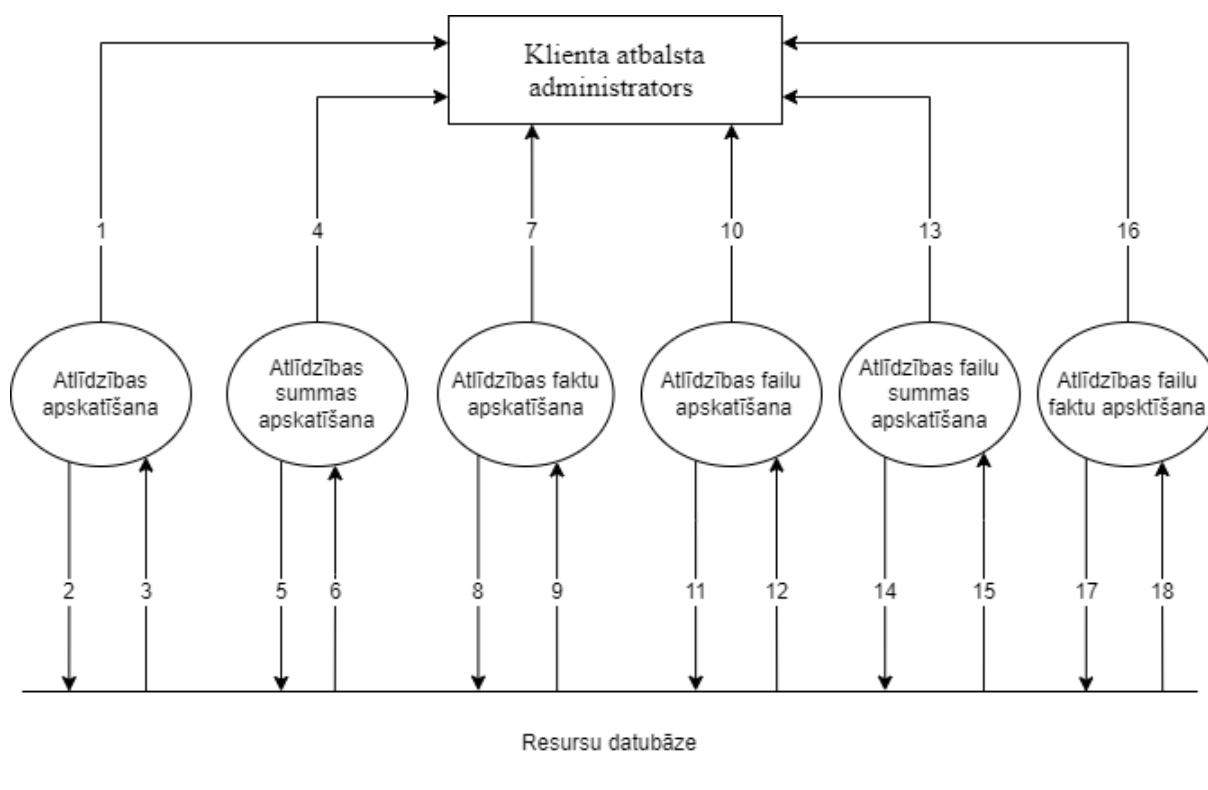 Klienta atbalsta
administrators
1
4
7
10
13
16
Atlīdzības
apskatīšana
Atlīdzības
summas
apskatīšana
Atlīdzības faktu
apskatīšana
Atlīdzības failu
apskatīšana
Atlīdzības failu
summas
apskatīšana
Atlīdzības failu
faktu apsktīšana
2
3
5
6
8
9
11
12
14
15
17
18
Resursu datubāze